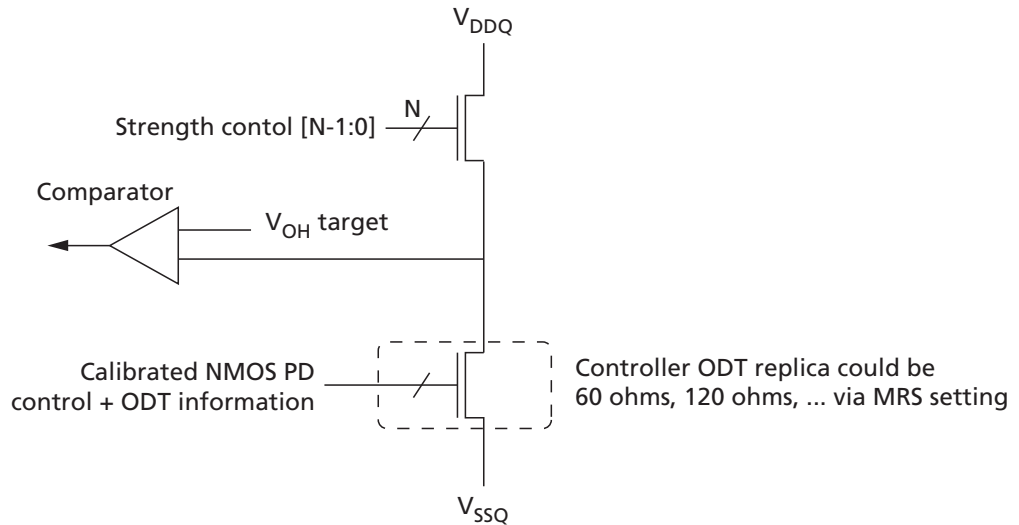 VDDQ
N
Strength contol [N-1:0]
Comparator
VOH target
Calibrated NMOS PD
control + ODT information
Controller ODT replica could be
60 ohms, 120 ohms, ... via MRS setting
VSSQ